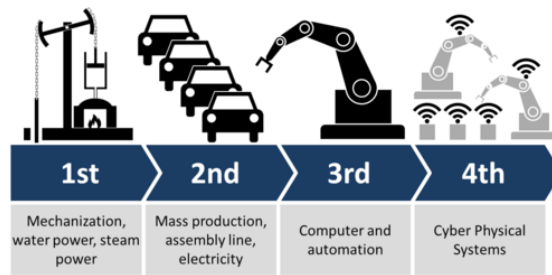 1st
2nd
3rd
4th
Mechanization,
water power, steam
power
Mass production,
assembly line,
electricity
Computer and
automation
Cyber Physical
Systems